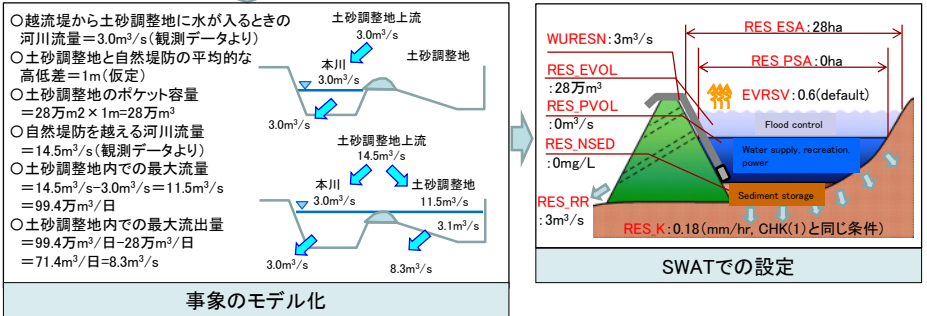 ○越流堤から土砂調整地に水が入るときの
河川流量＝3.0m³/s(観測データより)
○土砂調整地と自然堤防の平均的な
高低差＝1m(仮定)
○土砂調整地のポケット容量
＝28万m2×1m=28万m³
○自然堤防を越える河川流量
＝14.5m³/s(観測データより)
○土砂調整地内での最大流量
＝14.5m³/s-3.0m³/s＝11.5m³/s
＝99.4万m³/日
○土砂調整地内での最大流出量
＝99.4万m³/日-28万m³/日
＝71.4m³/日=8.3m³/s
土砂調整地上流
3.0m³/s
土砂調整地
本川
3.0m³/s
3.0m³/s
土砂調整地上流
14.5m³/s
本川
土砂調整地
3.0m³/s
11.5m³/s
3.1m³/s
3.0m³/s
8.3m³/s
事象のモデル化
RES ESA:28ha
WURESN:3m³/s
RES_EVOL
:28万m³
RES PSA:0ha
RES_PVOL
:0m³/s
EVRSV:0.6(default)
RES_NSED
:0mg/L
Flood control
Water supply, recreation,
power
Sediment storage
RES_RR
:3m³/s
RES_K:0.18(mm/hr, CHK(1)と同じ条件)
SWATでの設定